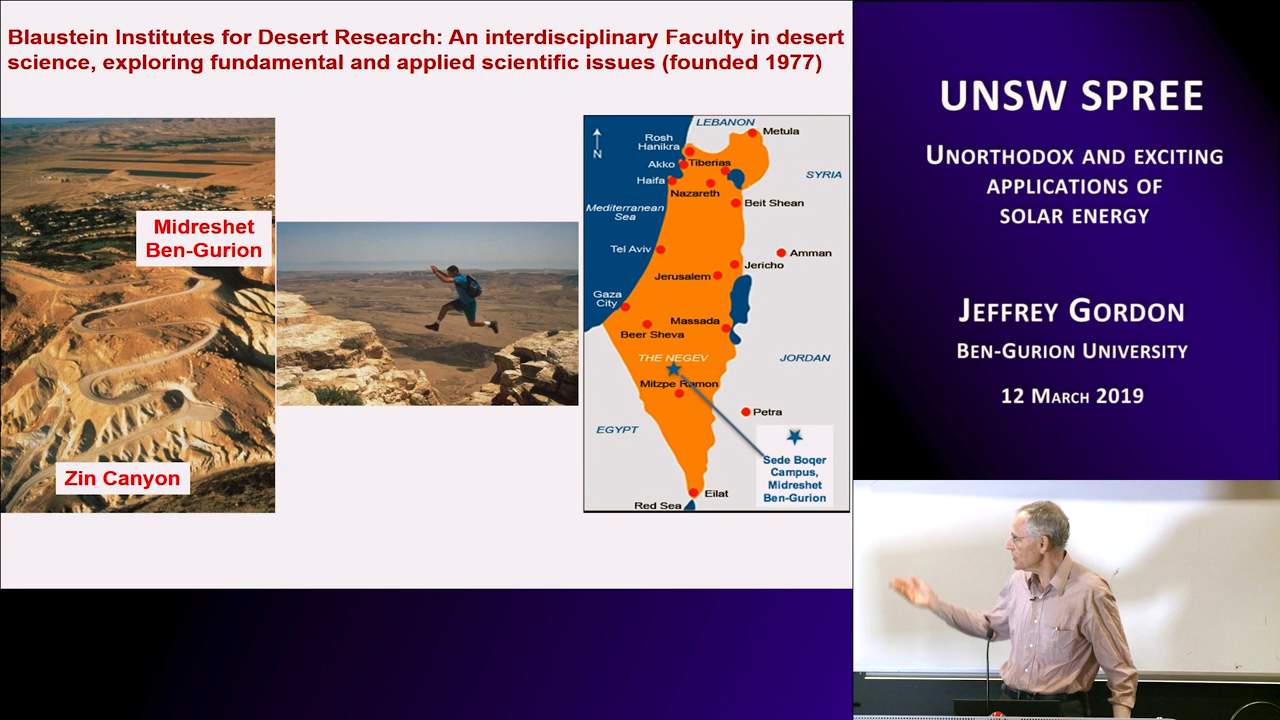 Blaustein Institutes for Desert Research: An interdisciplinary Faculty in desert
science, exploring fundamental and applied scientific issues (founded 1977)
Midreshet
Ben-Gurion
Zin Canyon
LEBANON
Metula
Rosh
Hanikra
N
Akko
Tiberias
SYRIA
Haifa
Nazareth
Beit Shean
Mediterranean
Sea
Tel Aviv
Amman
Jericho
Jerusalem
Gaza
City
Massada
Beer Sheva
THE NEGEV
JORDAN
Mitzpe Ramon
Petra
EGYPT
Sede Boqer
Campus,
Midreshet
Ben-Gurion
Eilat
Red Sea
UNSW SPREE
UNORTHODOX AND EXCITING
APPLICATIONS OF
SOLAR ENERGY
JEFFREY GORDON
BEN-GURION UNIVERSITY
12 MARCH 2019